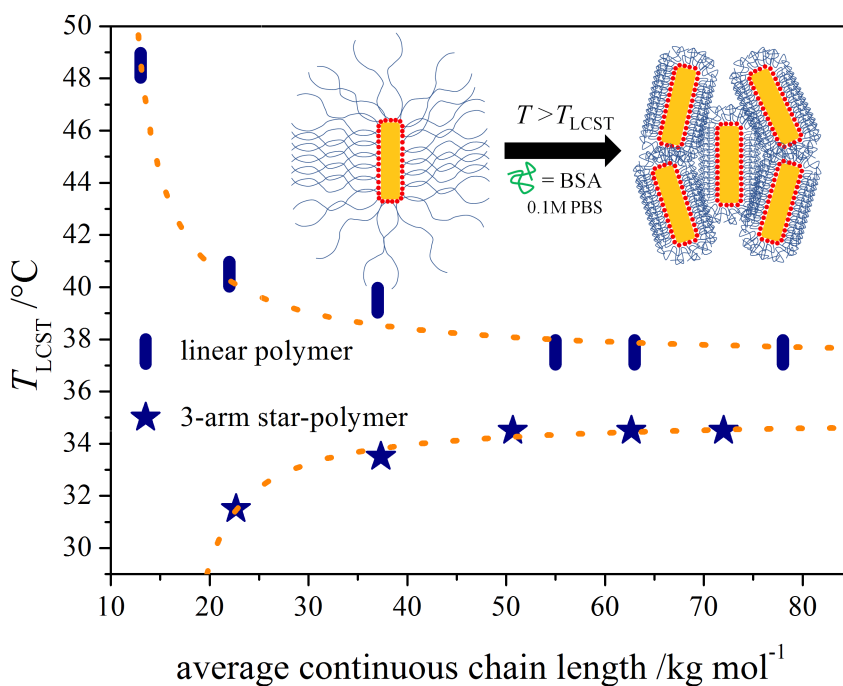 50
48
46
44
42
40
38
36
34
32
30
T_LCST /°C
T > T_LCST
= BSA
0.1M PBS
linear polymer
3-arm star-polymer
10 20 30 40 50 60 70 80
average continuous chain length /kg mol⁻¹